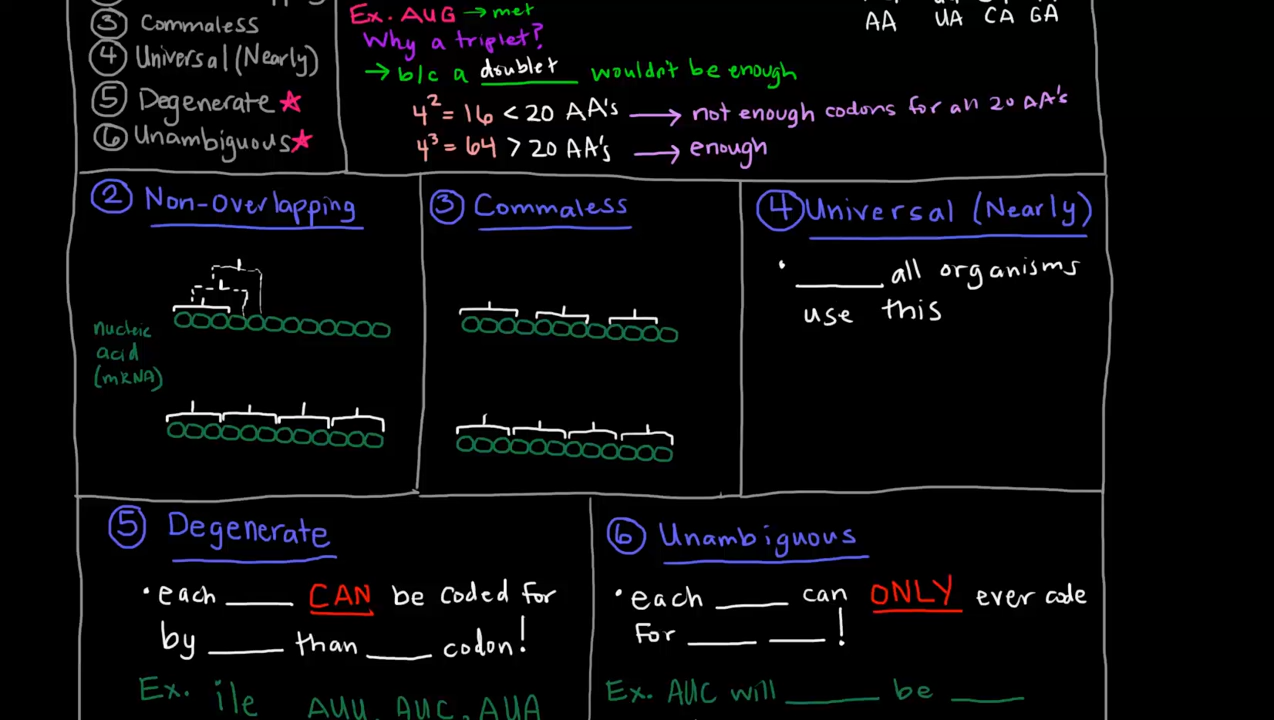 ③ Commaless
④ Universal (Nearly)
⑤ Degenerate
⑥ Unambiguous
Ex. AUG → met
Why a triplet?
→ b/c a doublet wouldn't be enough
4² = 16 < 20 AA's → not enough codons for all 20 AA's
4³ = 64 > 20 AA's → enough
AA UA CA GA
② Non-Overlapping
nucleic
acid
(mRNA)
③ Commaless
④ Universal (Nearly)
• ____ all organisms
use this
⑤ Degenerate
• each ____ CAN be coded for
by ____ than ____ codon!
Ex. ile AUU, AUC, AUA
⑥ Unambiguous
• each ____ can ONLY ever code
for ____ ____!
Ex. AUC will ____ be ____